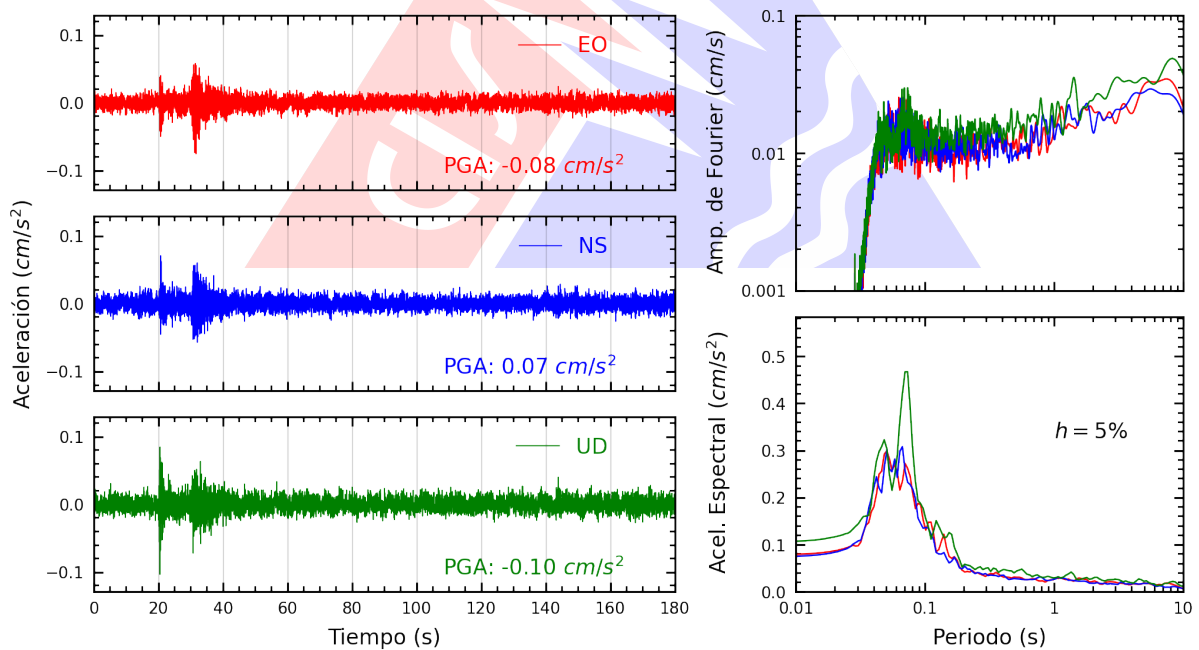 Aceleración (cm/s²)
0.1
0.0
−0.1
EO
PGA: -0.08 cm/s²
0.1
0.0
−0.1
NS
PGA: 0.07 cm/s²
0.1
0.0
−0.1
UD
PGA: -0.10 cm/s²
0 20 40 60 80 100 120 140 160 180
Tiempo (s)
Amp. de Fourier (cm/s)
0.1
0.01
0.001
Acel. Espectral (cm/s²)
0.5
0.4
0.3
0.2
0.1
0.0
h = 5%
0.01 0.1 1 10
Periodo (s)